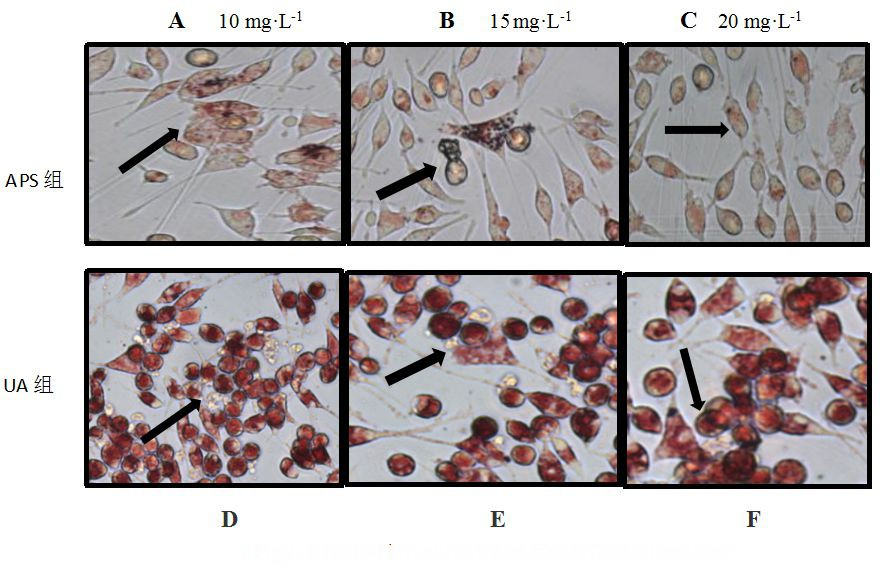 A 10 mg·L-1 B 15 mg·L-1 C 20 mg·L-1
APS 组
UA 组
D E F